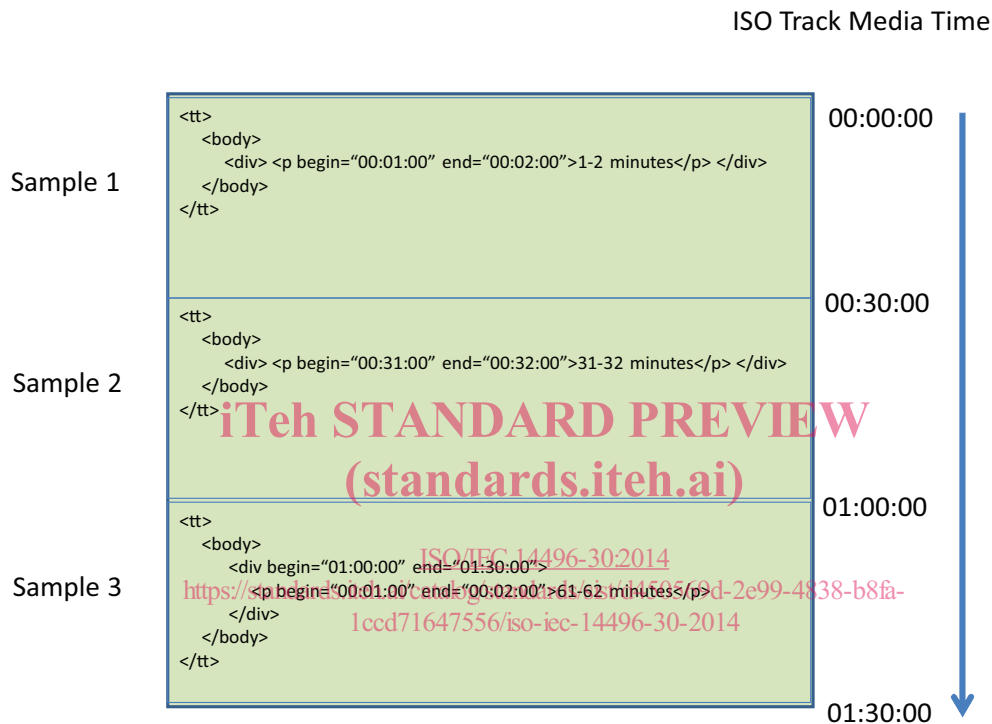 ISO Track Media Time
00:00:00
Sample 1
<tt>
<body>
<div> <p begin=“00:01:00” end=“00:02:00”>1-2 minutes</p> </div>
</body>
</tt>
00:30:00
Sample 2
<tt>
<body>
<div> <p begin=“00:31:00” end=“00:32:00”>31-32 minutes</p> </div>
</body>
</tt>
iTeh STANDARD PREVIEW
(standards.iteh.ai)
01:00:00
Sample 3
<tt>
<body>
<div begin=“01:00:00” end=“01:30:00”>
ISO/IEC 14496-30:2014
<p begin=“00:01:00” end=“00:02:00”>61-62 minutes</p>
</div>
1ccd71647556/iso-iec-14496-30-2014
</body>
</tt>
01:30:00